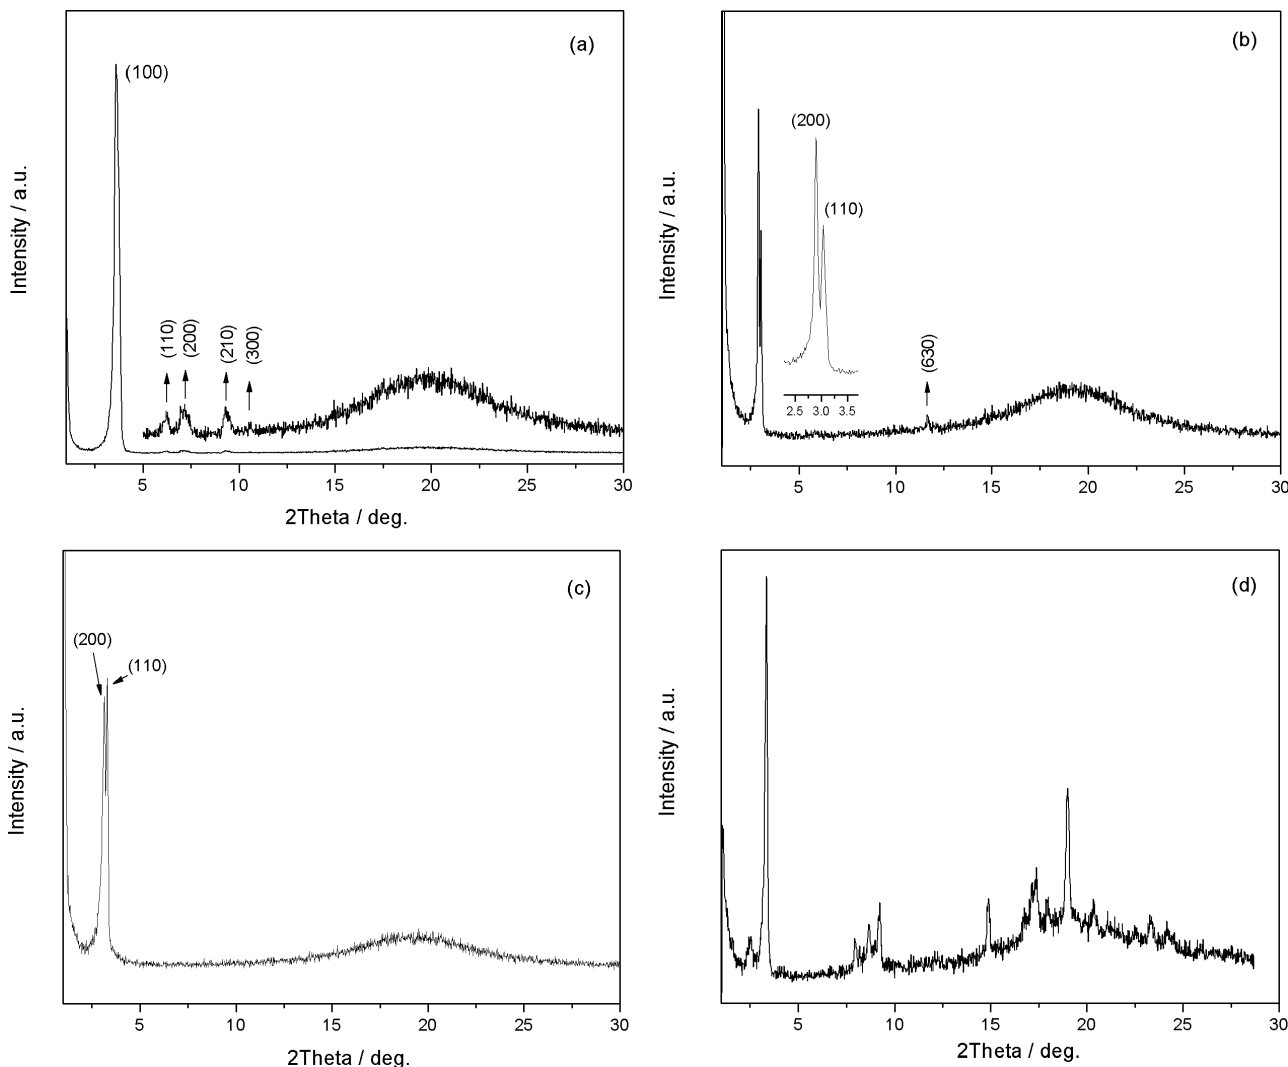 (a)
(100)
(110)
(200)
(210)
(300)
Intensity / a.u.
5 10 15 20 25 30
2Theta / deg.
(b)
(200)
(110)
(630)
2.5 3.0 3.5
Intensity / a.u.
5 10 15 20 25 30
(c)
(200)
(110)
Intensity / a.u.
5 10 15 20 25 30
2Theta / deg.
(d)
Intensity / a.u.
5 10 15 20 25 30
2Theta / deg.